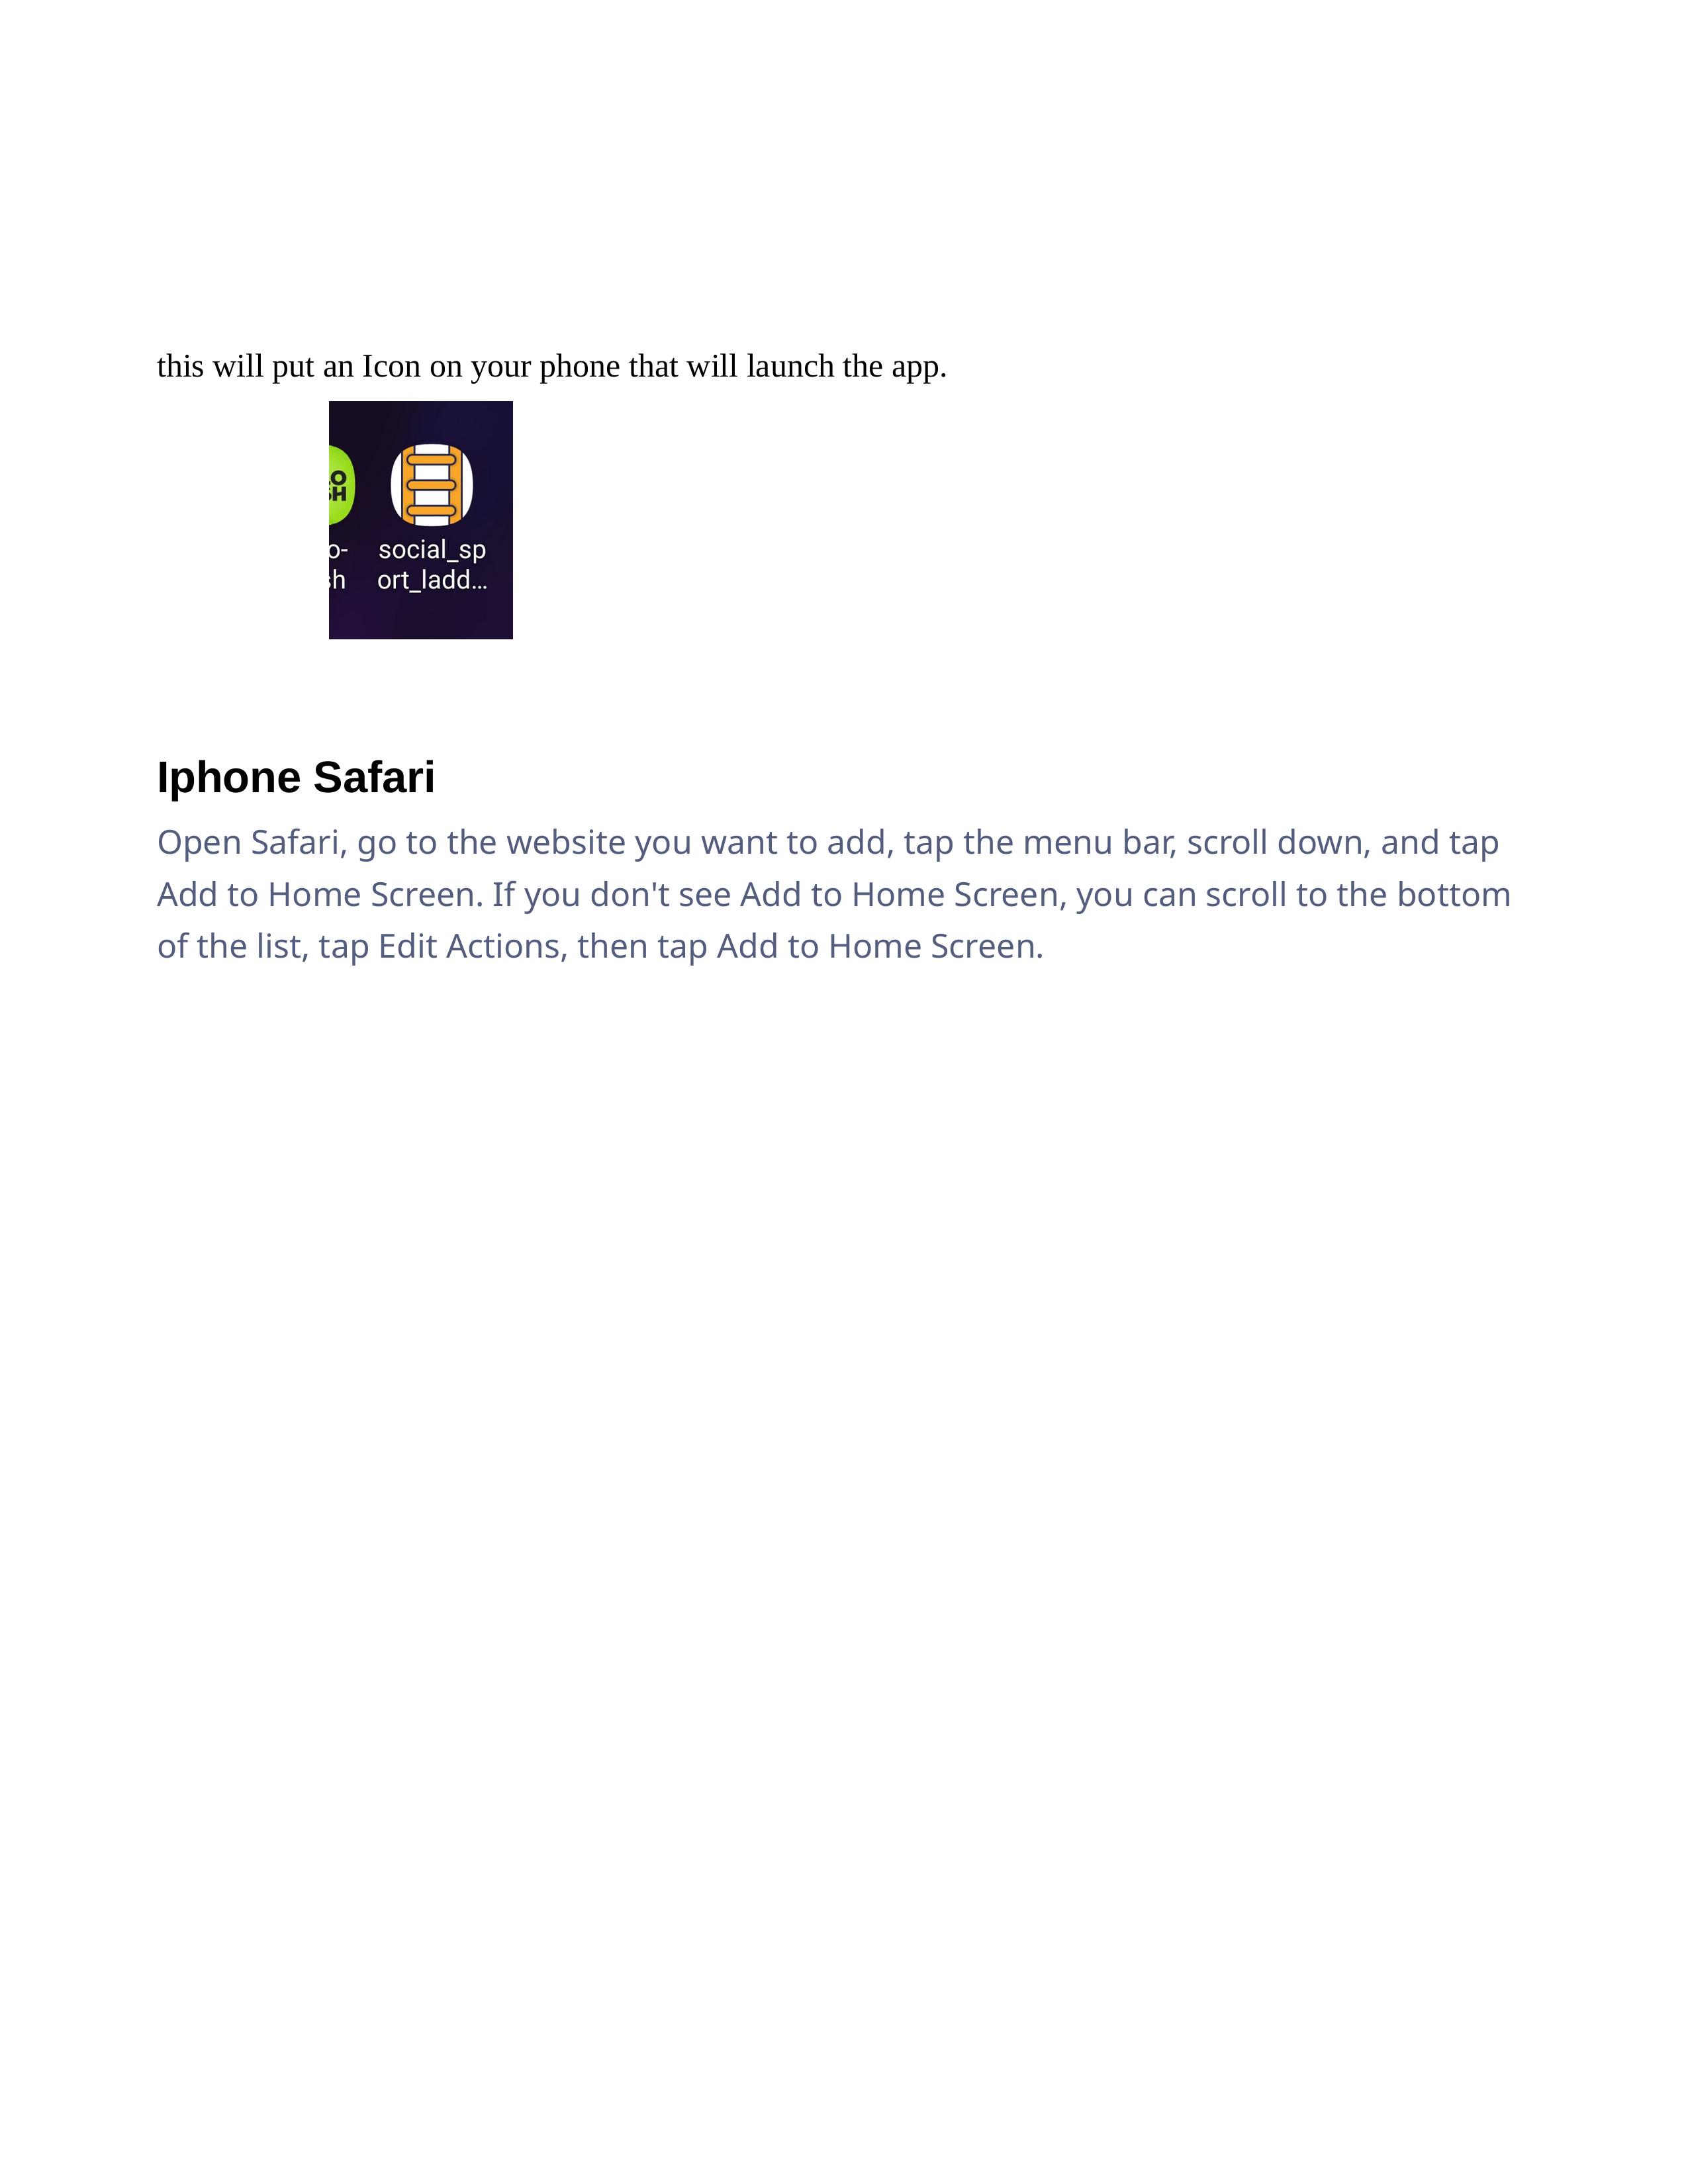 this will put an Icon on your phone that will launch the app.
o-
sh
social_sp
ort_ladd...
Iphone Safari
Open Safari, go to the website you want to add, tap the menu bar, scroll down, and tap
Add to Home Screen. If you don't see Add to Home Screen, you can scroll to the bottom
of the list, tap Edit Actions, then tap Add to Home Screen.